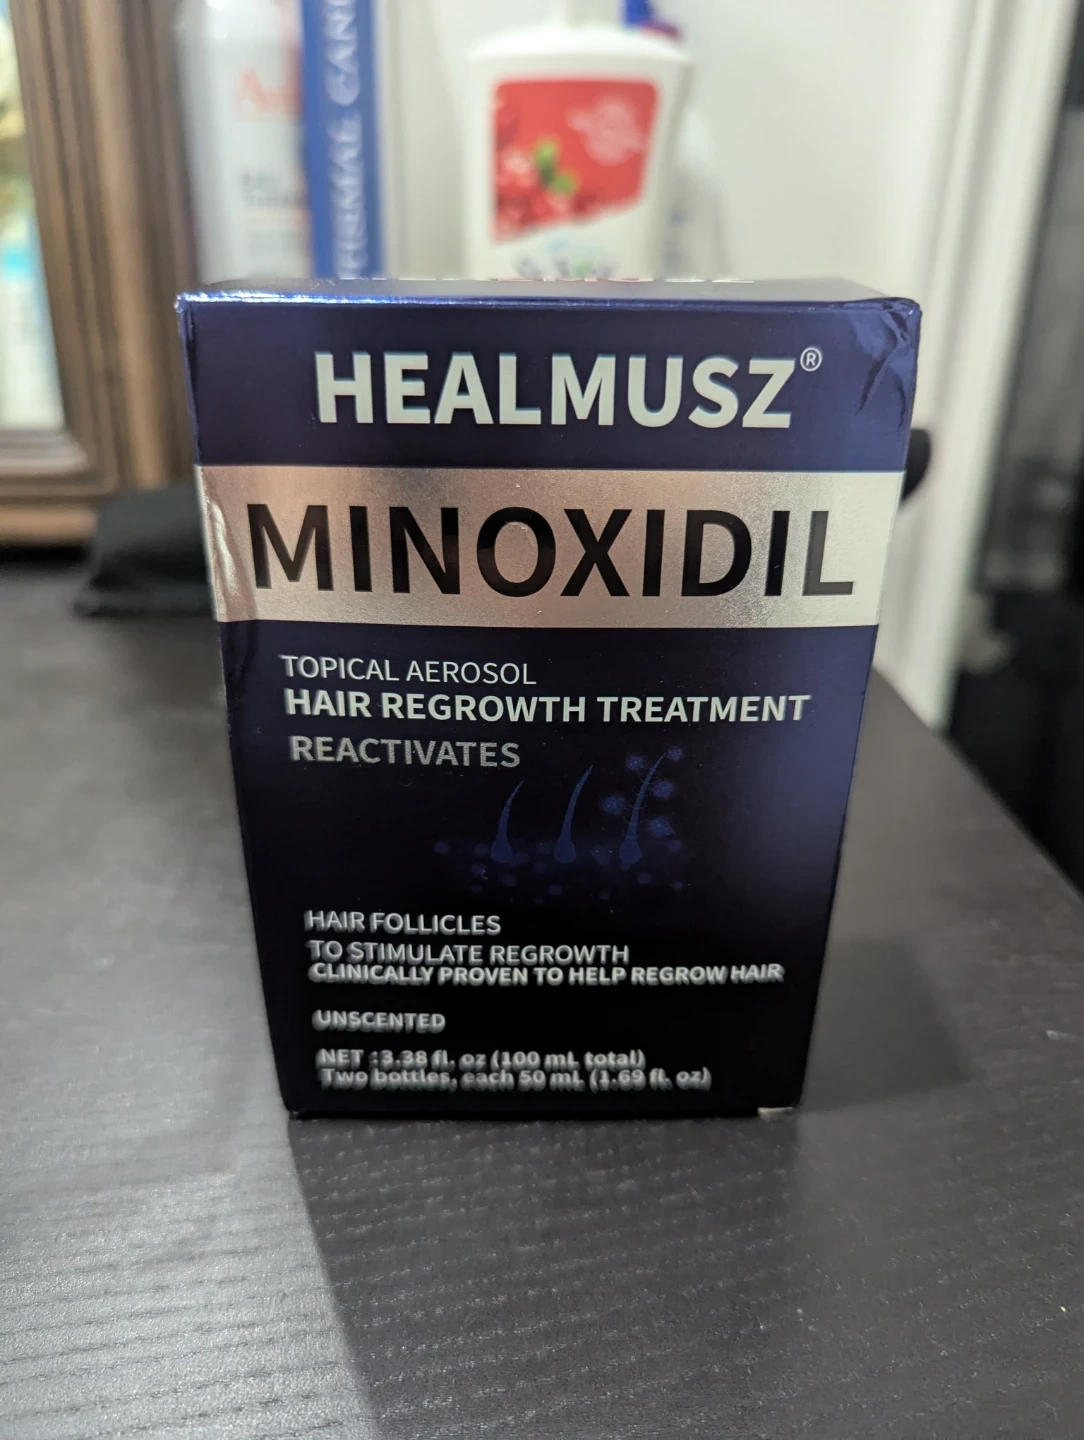 HEALMUSZ®
MINOXIDIL
TOPICAL AEROSOL
HAIR REGROWTH TREATMENT
REACTIVATES
HAIR FOLLICLES
TO STIMULATE REGROWTH
CLINICALLY PROVEN TO HELP REGROW HAIR
UNSCENTED
NET :3.38 fl. oz (100 mL total)
Two bottles, each 50 mL (1.69 fl. oz)